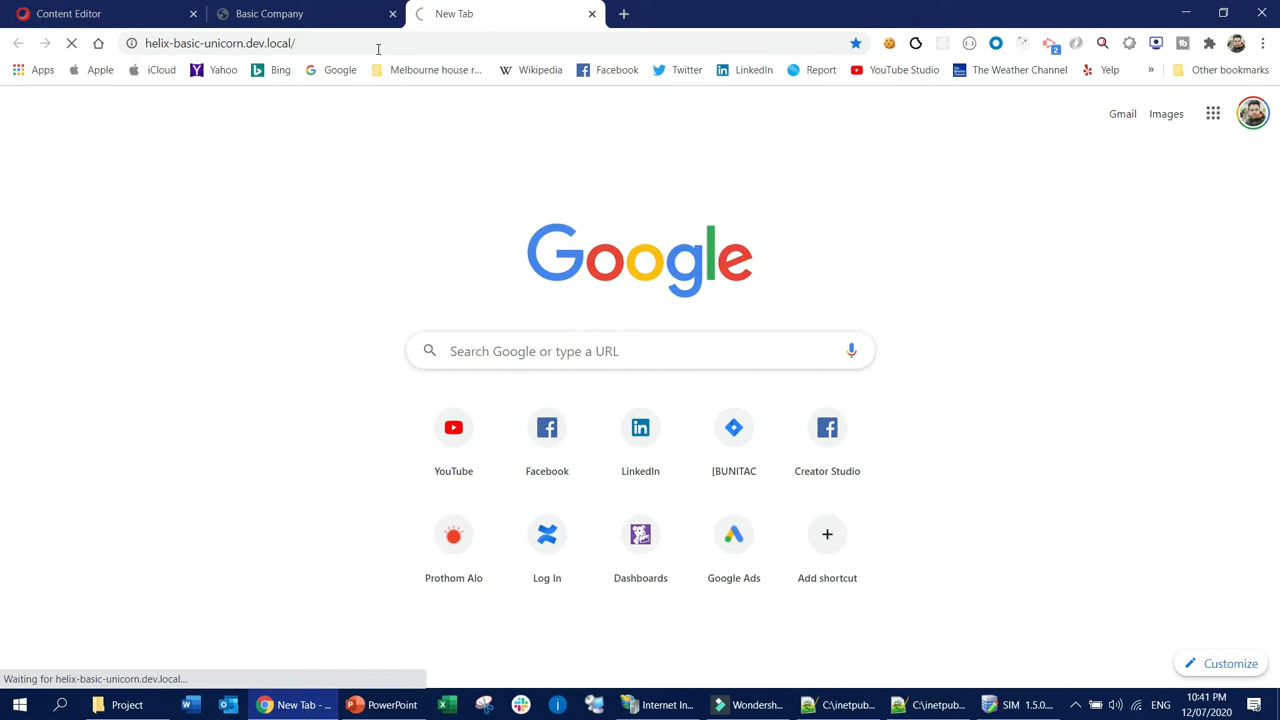 Content Editor
Basic Company
New Tab
helix-basic-unicorn.dev.local/
2
Apps
Apple
iCloud
Yahoo
Bing
Google
Melbourne house r...
Wikipedia
Facebook
Twitter
LinkedIn
Report
YouTube Studio
The Weather Channel
Yelp
»
Other bookmarks
Gmail
Images
Google
Search Google or type a URL
YouTube
Facebook
LinkedIn
[BUNITAC
Creator Studio
Prothom Alo
Log In
Dashboards
Google Ads
Add shortcut
Customize
Waiting for helix-basic-unicorn.dev.local...
Project
New Tab - ...
PowerPoint
Internet In...
Wondersh...
C:\inetpub...
C:\inetpub...
SIM 1.5.0....
ENG
10:41 PM
12/07/2020